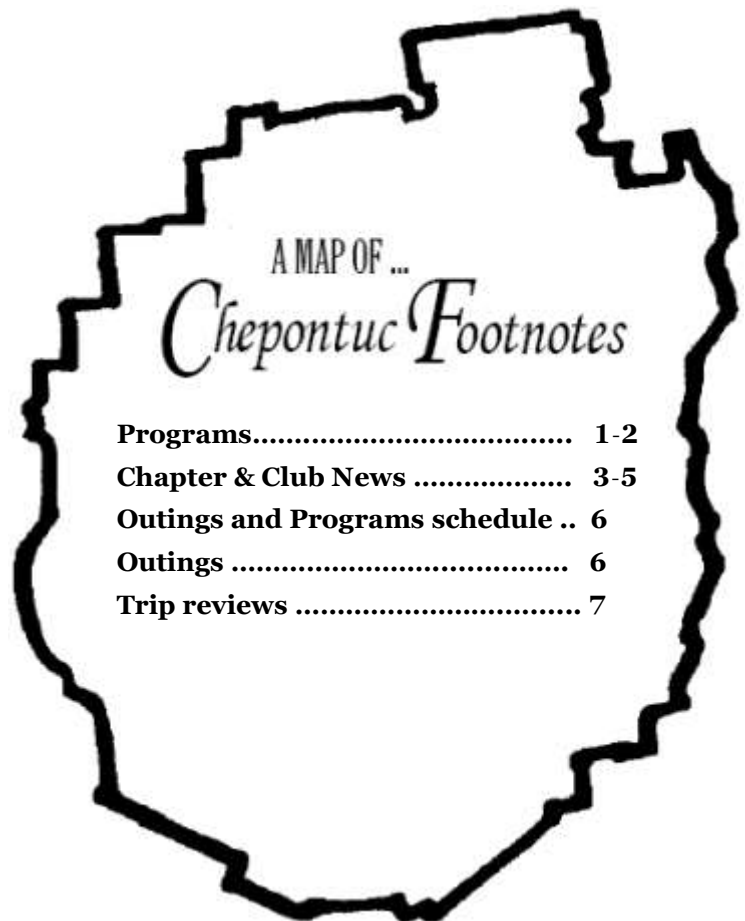 A MAP OF ...
Chepontuc Footnotes
Programs...................................... 1-2
Chapter & Club News ................... 3-5
Outings and Programs schedule .. 6
Outings ........................................ 6
Trip reviews .................................. 7